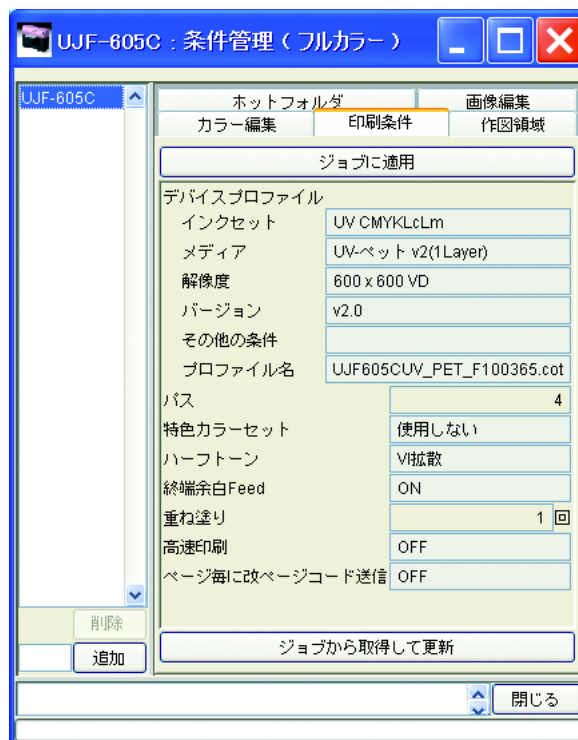 UJF-605C：条件管理（フルカラー）
UJF-605C
ホットフォルダ 画像編集
カラー編集 印刷条件 作図領域
ジョブに適用
デバイスプロファイル
インクセット UV CMYKLcLm
メディア UV-ペット v2(1Layer)
解像度 600 x 600 VD
バージョン v2.0
その他の条件
プロファイル名 UJF605CUV_PET_F100365.cot
パス 4
特色カラーセット 使用しない
ハーフトーン VI拡散
終端余白Feed ON
重ね塗り 1 回
高速印刷 OFF
ページ毎に改ページコード送信 OFF
削除
追加
ジョブから取得して更新
閉じる